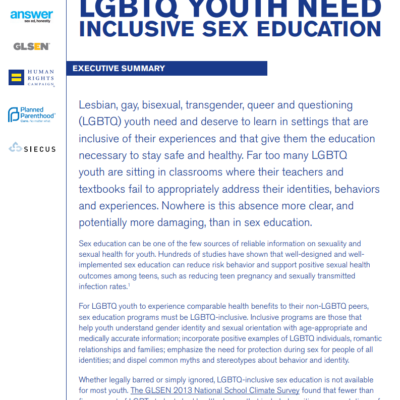 LGBTQ YOUTH NEED
INCLUSIVE SEX EDUCATION
answer
GLSEN
HUMAN
RIGHTS
CAMPAIGN
Planned
Parenthood
SIECUS
EXECUTIVE SUMMARY
Lesbian, gay, bisexual, transgender, queer and questioning
(LGBTQ) youth need and deserve to learn in settings that are
inclusive of their experiences and that give them the education
necessary to stay safe and healthy. Far too many LGBTQ
youth are sitting in classrooms where their teachers and
textbooks fail to appropriately address their identities, behaviors
and experiences. Nowhere is this absence more clear, and
potentially more damaging, than in sex education.
Sex education can be one of the few sources of reliable information on sexuality and
sexual health for youth. Hundreds of studies have shown that well-designed and well-
implemented sex education can reduce risk behavior and support positive sexual health
outcomes among teens, such as reducing teen pregnancy and sexually transmitted
infection rates.¹
For LGBTQ youth to experience comparable health benefits to their non-LGBTQ peers,
sex education programs must be LGBTQ-inclusive. Inclusive programs are those that
help youth understand gender identity and sexual orientation with age-appropriate and
medically accurate information; incorporate positive examples of LGBTQ individuals, romantic
relationships and families; emphasize the need for protection during sex for people of all
identities; and dispel common myths and stereotypes about behavior and identity.
Whether legally barred or simply ignored, LGBTQ-inclusive sex education is not available
for most youth. The GLSEN 2013 National School Climate Survey found that fewer than